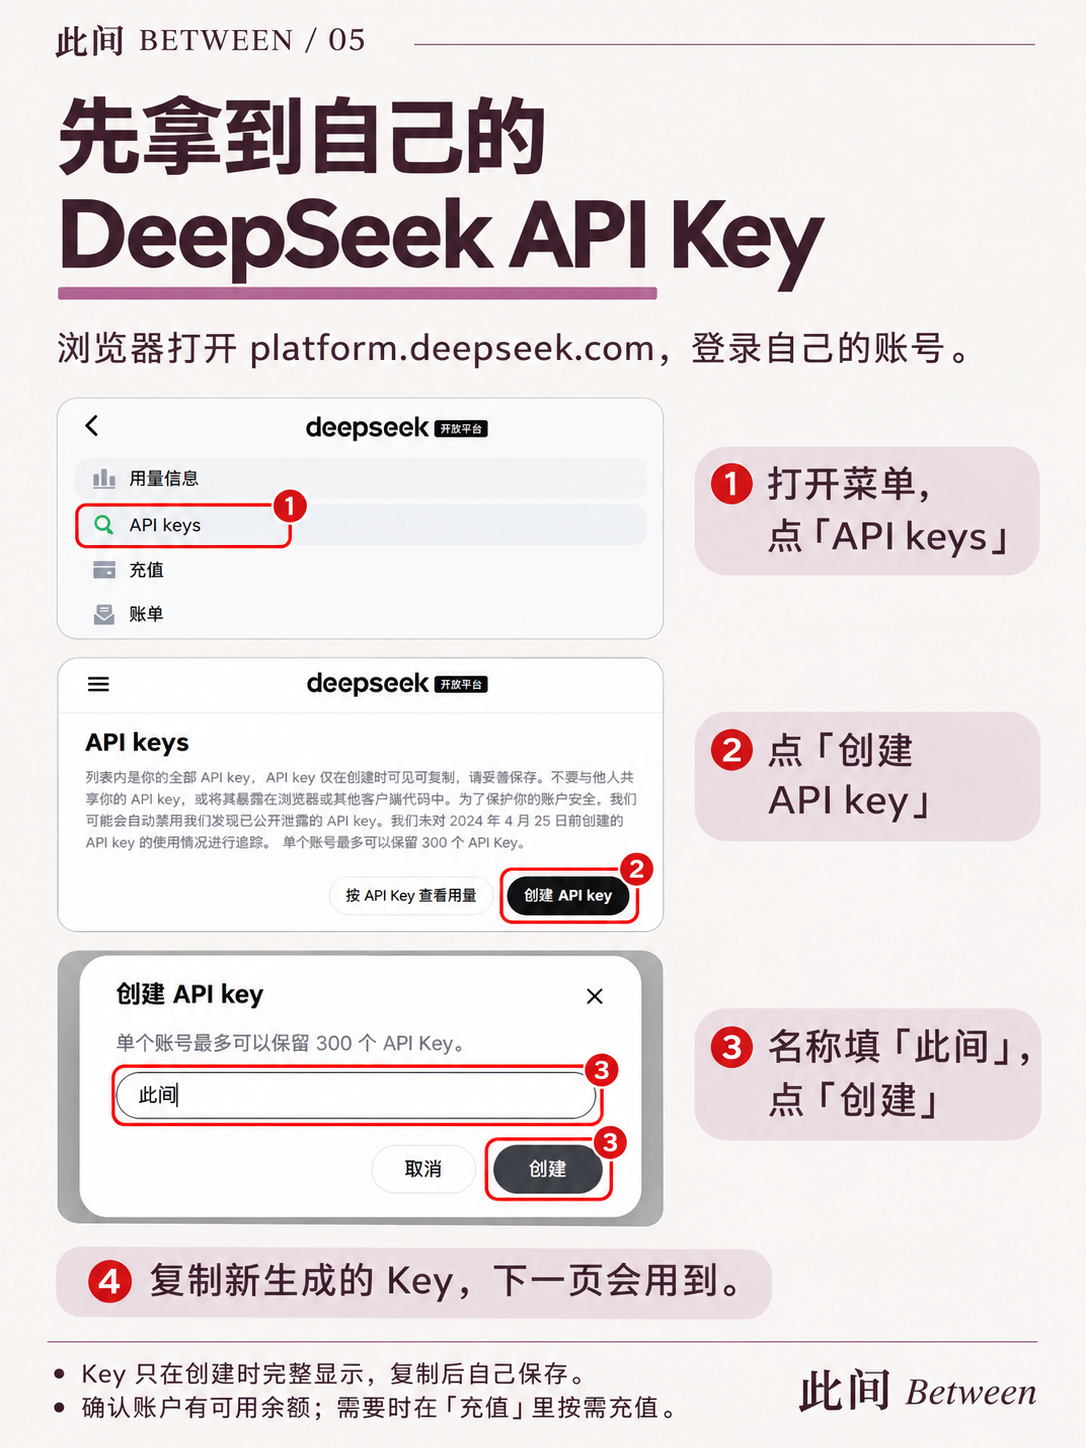 此间 BETWEEN / 05
先拿到自己的
DeepSeek API Key
浏览器打开 platform.deepseek.com，登录自己的账号。
deepseek 开放平台
用量信息
1
API keys
充值
账单
1 打开菜单，
点「API keys」
deepseek 开放平台
API keys
列表内是你的全部 API key，API key 仅在创建时可见可复制，请妥善保存。不要与他人共
享你的 API key，或将其暴露在浏览器或其他客户端代码中。为了保护你的账户安全，我们
可能会自动禁用我们发现已公开泄露的 API key。我们未对 2024 年 4 月 25 日前创建的
API key 的使用情况进行追踪。 单个账号最多可以保留 300 个 API Key。
2
按 API Key 查看用量
创建 API key
2 点「创建
API key」
创建 API key
单个账号最多可以保留 300 个 API Key。
3
此间
3
取消
创建
3 名称填「此间」，
点「创建」
4 复制新生成的 Key，下一页会用到。
• Key 只在创建时完整显示，复制后自己保存。
• 确认账户有可用余额；需要时在「充值」里按需充值。
此间 Between